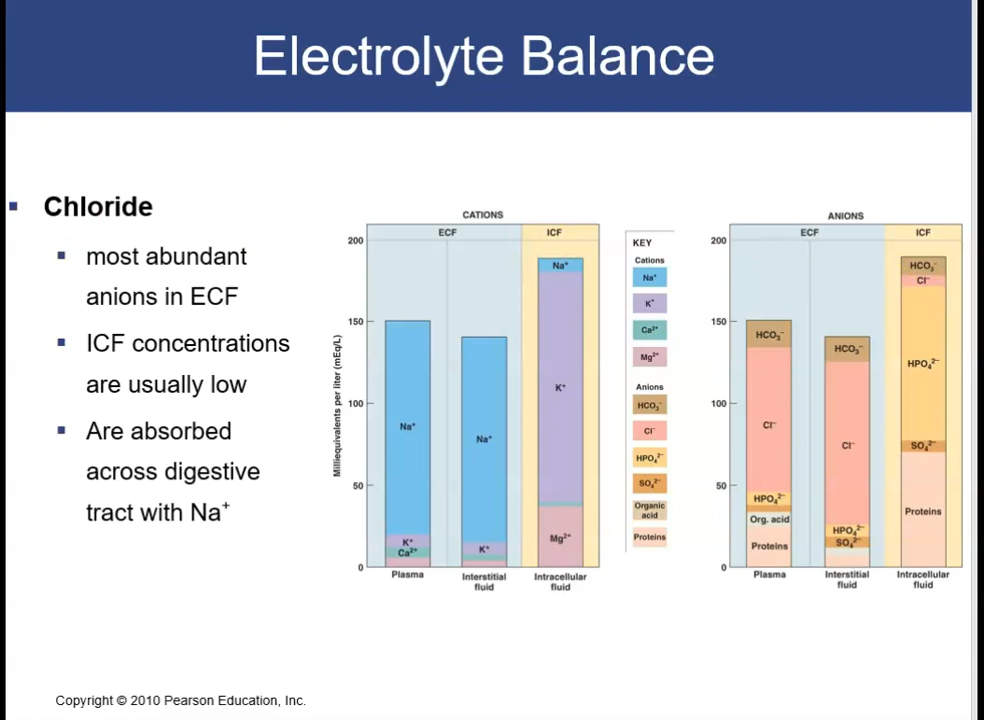 Electrolyte Balance
▪ Chloride
▪ most abundant
anions in ECF
▪ ICF concentrations
are usually low
▪ Are absorbed
across digestive
tract with Na⁺
CATIONS
ECF ICF
Milliequivalents per liter (mEq/L)
200
150
100
50
0
Na⁺
K⁺
Ca²⁺
Na⁺
K⁺
Na⁺
K⁺
Mg²⁺
Plasma
Interstitial
fluid
Intracellular
fluid
KEY
Cations
Na⁺
K⁺
Ca²⁺
Mg²⁺
Anions
HCO₃⁻
Cl⁻
HPO₄²⁻
SO₄²⁻
Organic
acid
Proteins
ANIONS
ECF ICF
200
150
100
50
0
HCO₃⁻
Cl⁻
HPO₄²⁻
Org. acid
Proteins
HCO₃⁻
Cl⁻
HPO₄²⁻
SO₄²⁻
HCO₃⁻
Cl⁻
HPO₄²⁻
SO₄²⁻
Proteins
Plasma
Interstitial
fluid
Intracellular
fluid
Copyright © 2010 Pearson Education, Inc.